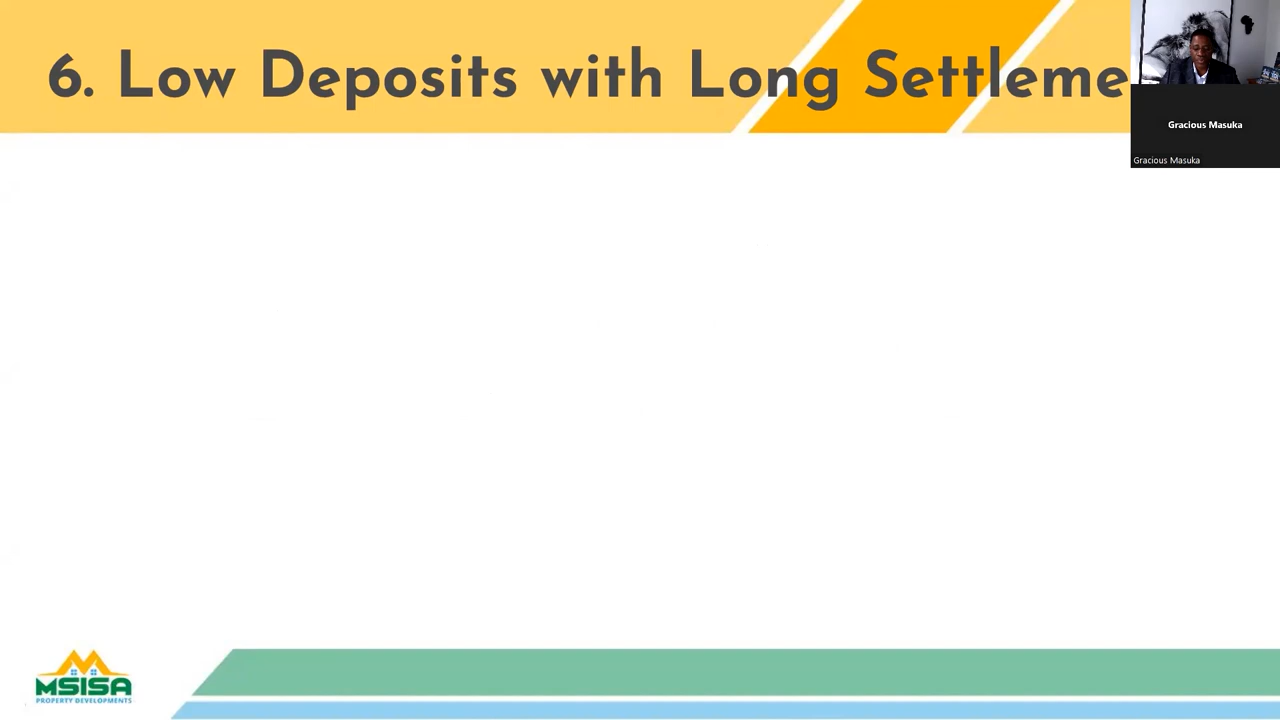 6. Low Deposits with Long Settleme
Gracious Masuka
Gracious Masuka
MSISA
PROPERTY DEVELOPMENTS